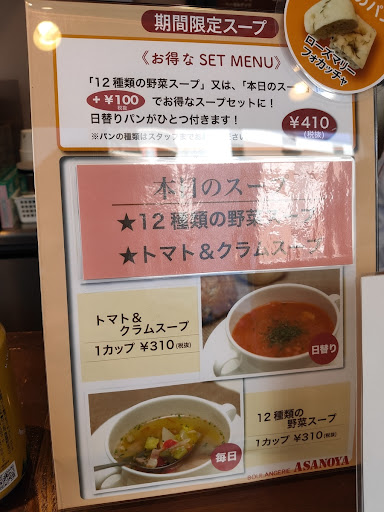 期間限定スープ
《お得な SET MENU》
「12種類の野菜スープ」又は、「本日のスープ
+¥100 税抜 でお得なスープセットに!
日替りパンがひとつ付きます!
¥410 (税抜)
※パンの種類はスタッフ
ローズマリー
フォカッチャ
本日のスープ
★12種類の野菜スープ
★トマト&クラムスープ
トマト&
クラムスープ
1カップ ¥310(税抜)
日替り
12種類の
野菜スープ
1カップ ¥310(税抜)
毎日
BOULANGERIE ASANOYA